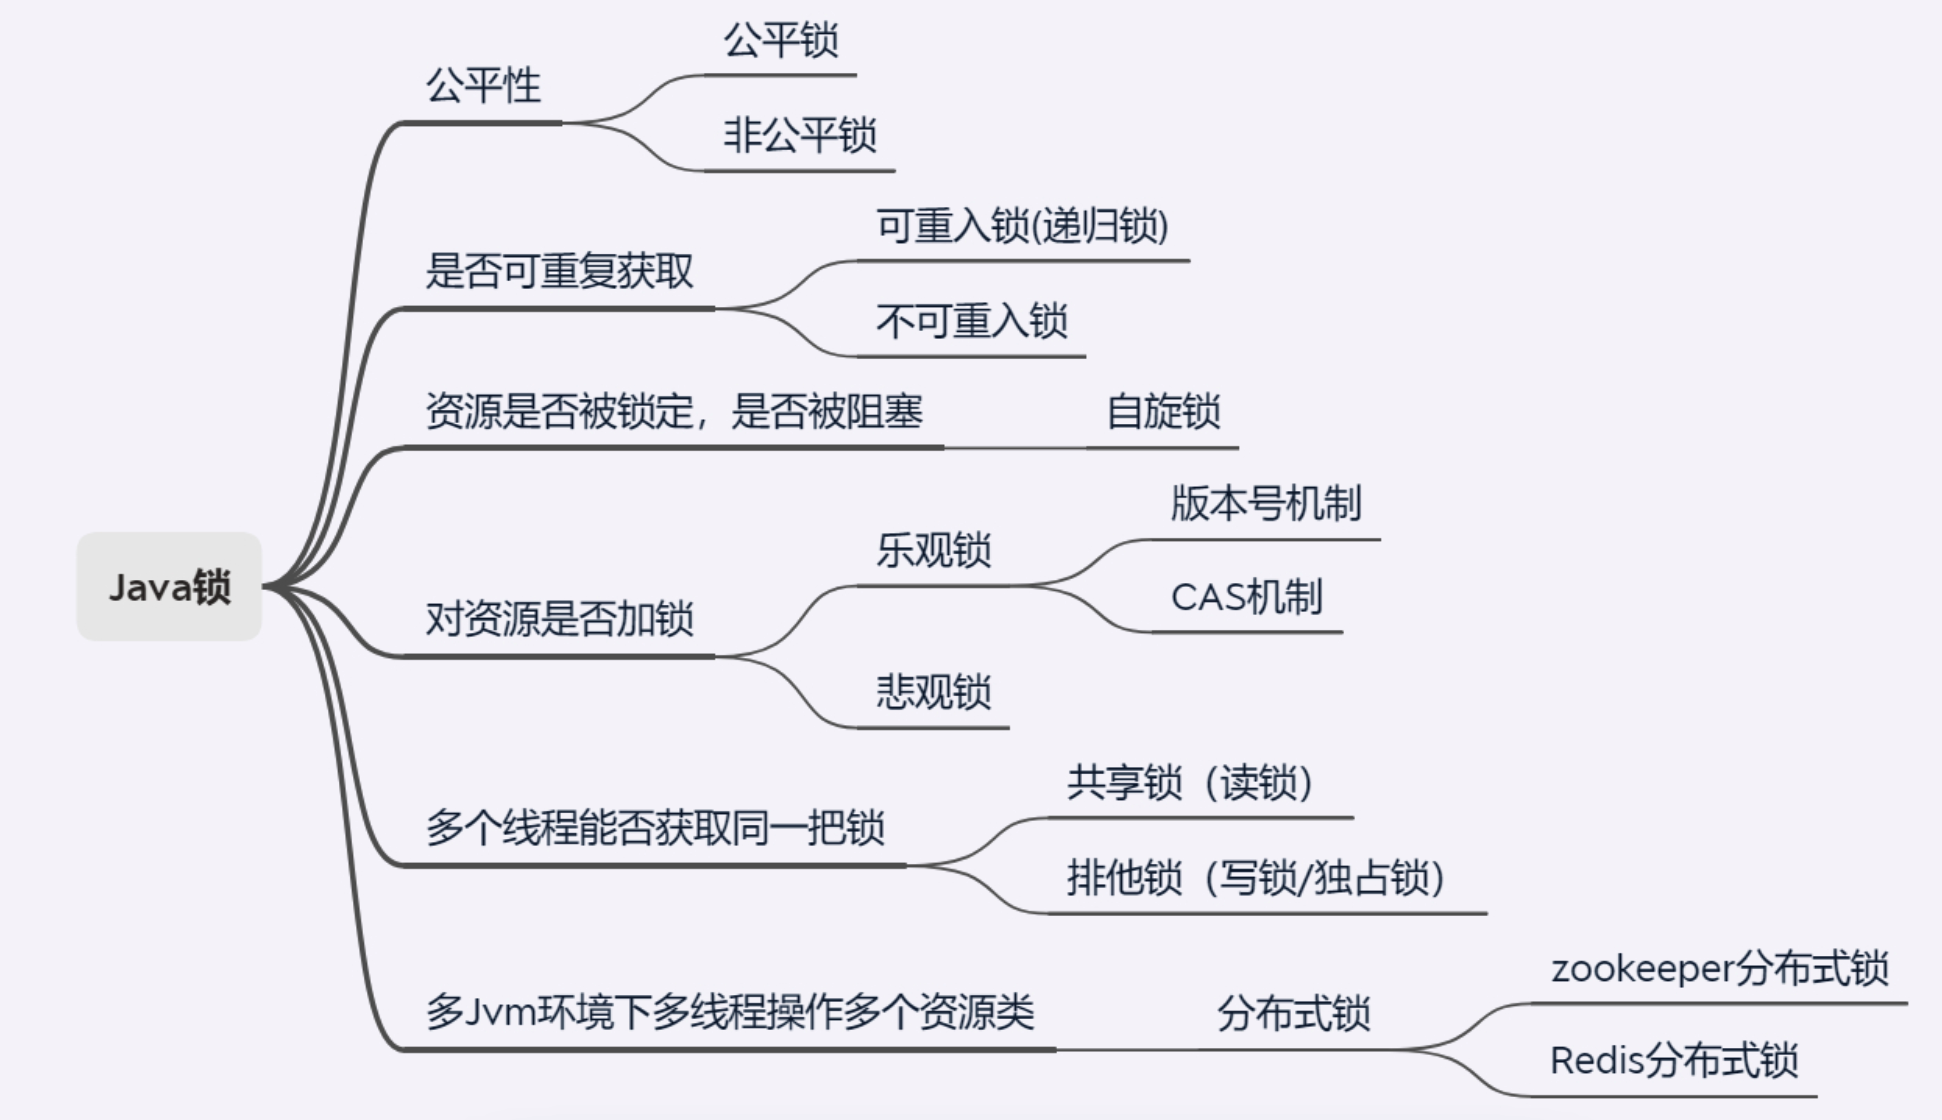 公平锁
公平性
非公平锁
可重入锁(递归锁)
是否可重复获取
不可重入锁
资源是否被锁定，是否被阻塞
自旋锁
版本号机制
乐观锁
CAS机制
Java锁
对资源是否加锁
悲观锁
共享锁（读锁）
多个线程能否获取同一把锁
排他锁（写锁/独占锁）
zookeeper分布式锁
多Jvm环境下多线程操作多个资源类
分布式锁
Redis分布式锁